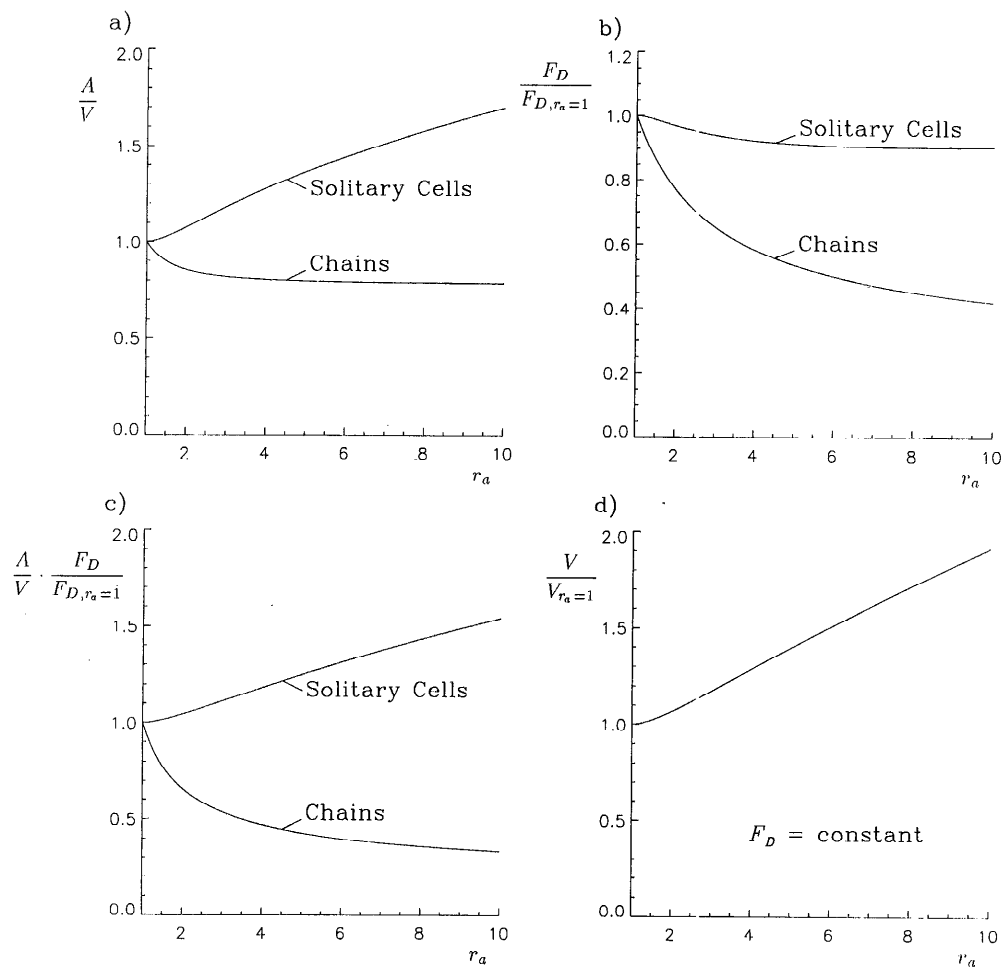 a)
A
V
2.0
1.5
1.0
0.5
0.0
Solitary Cells
Chains
2 4 6 8 10
r_a
b)
F_D
F_{D,r_a=1}
1.2
1.0
0.8
0.6
0.4
0.2
0.0
Solitary Cells
Chains
2 4 6 8 10
r_a
c)
A/V · F_D/F_{D,r_a=1}
2.0
1.5
1.0
0.5
0.0
Solitary Cells
Chains
2 4 6 8 10
r_a
d)
V
V_{r_a=1}
2.0
1.5
1.0
0.5
0.0
F_D = constant
2 4 6 8 10
r_a